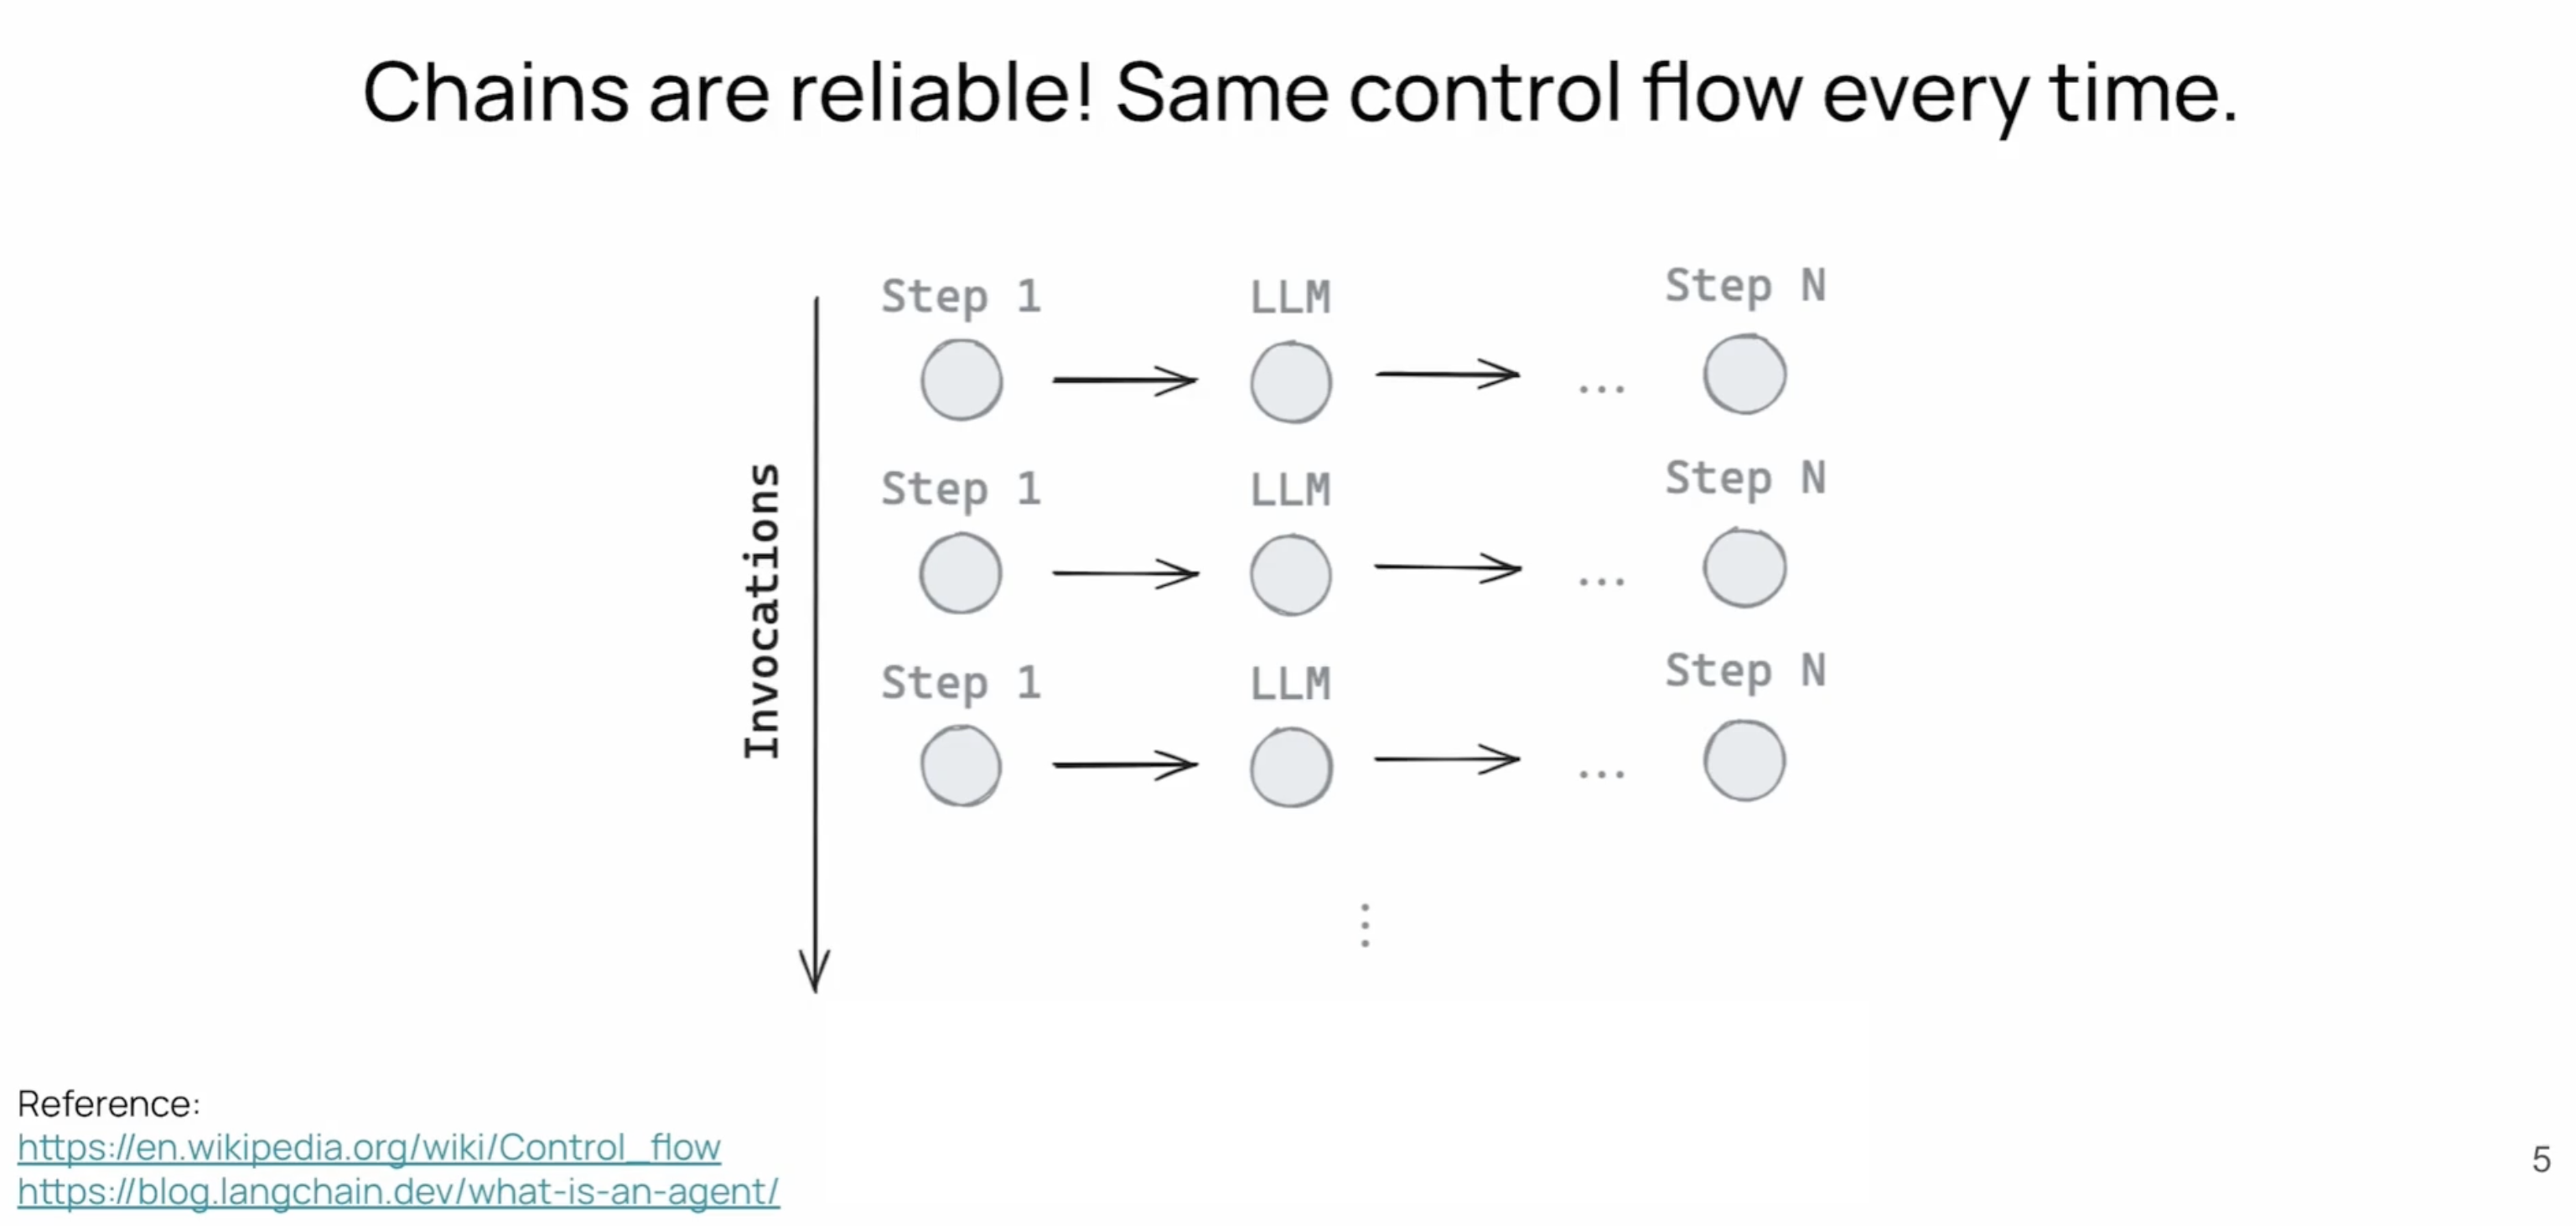 Chains are reliable! Same control flow every time.
Invocations
Step 1 LLM Step N
...
Step 1 LLM Step N
...
Step 1 LLM Step N
...
Reference:
https://en.wikipedia.org/wiki/Control_flow
https://blog.langchain.dev/what-is-an-agent/
5